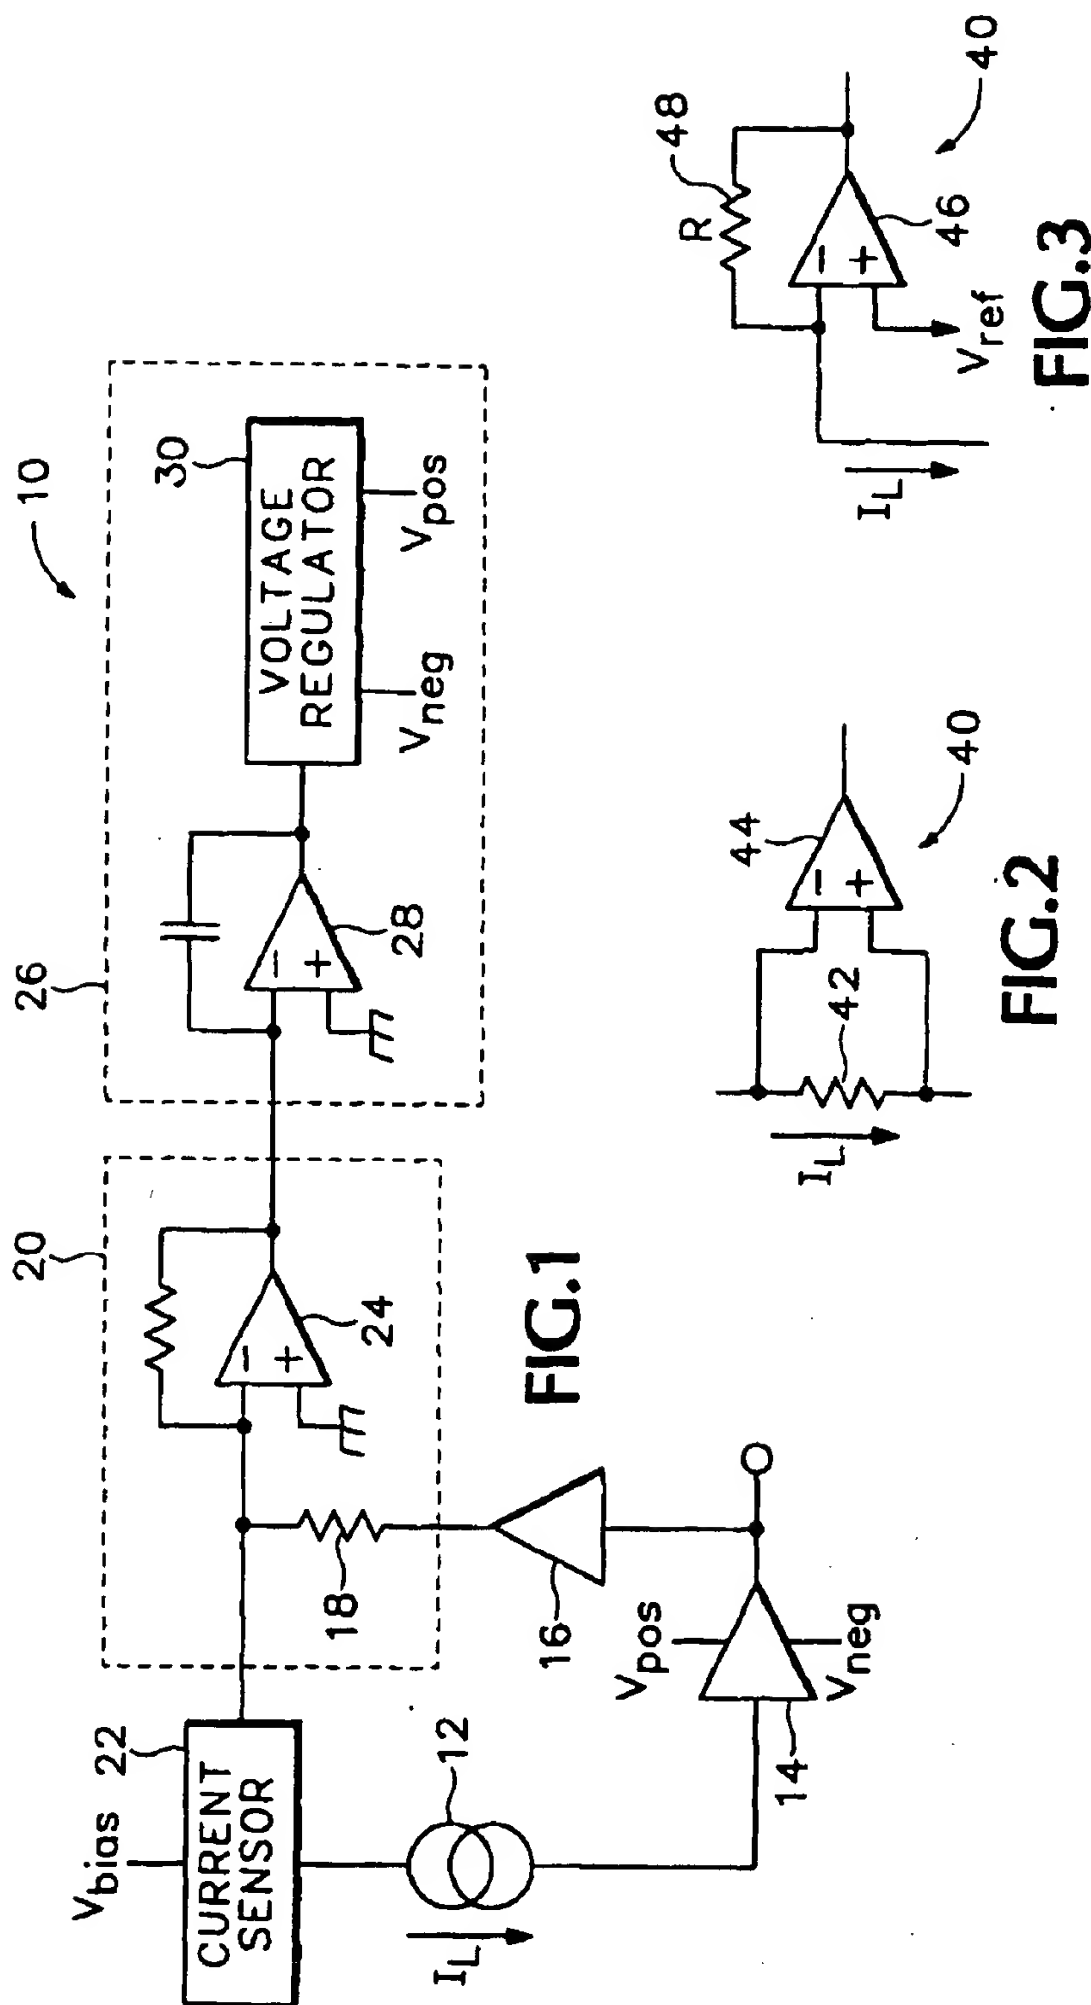 10
20
26
V_bias
22
CURRENT
SENSOR
I_L
12
18
−
+
24
−
+
28
30
VOLTAGE
REGULATOR
V_neg
V_pos
16
V_pos
V_neg
14
FIG.1
I_L
42
−
+
44
40
FIG.2
I_L
R
48
−
+
46
V_ref
40
FIG.3